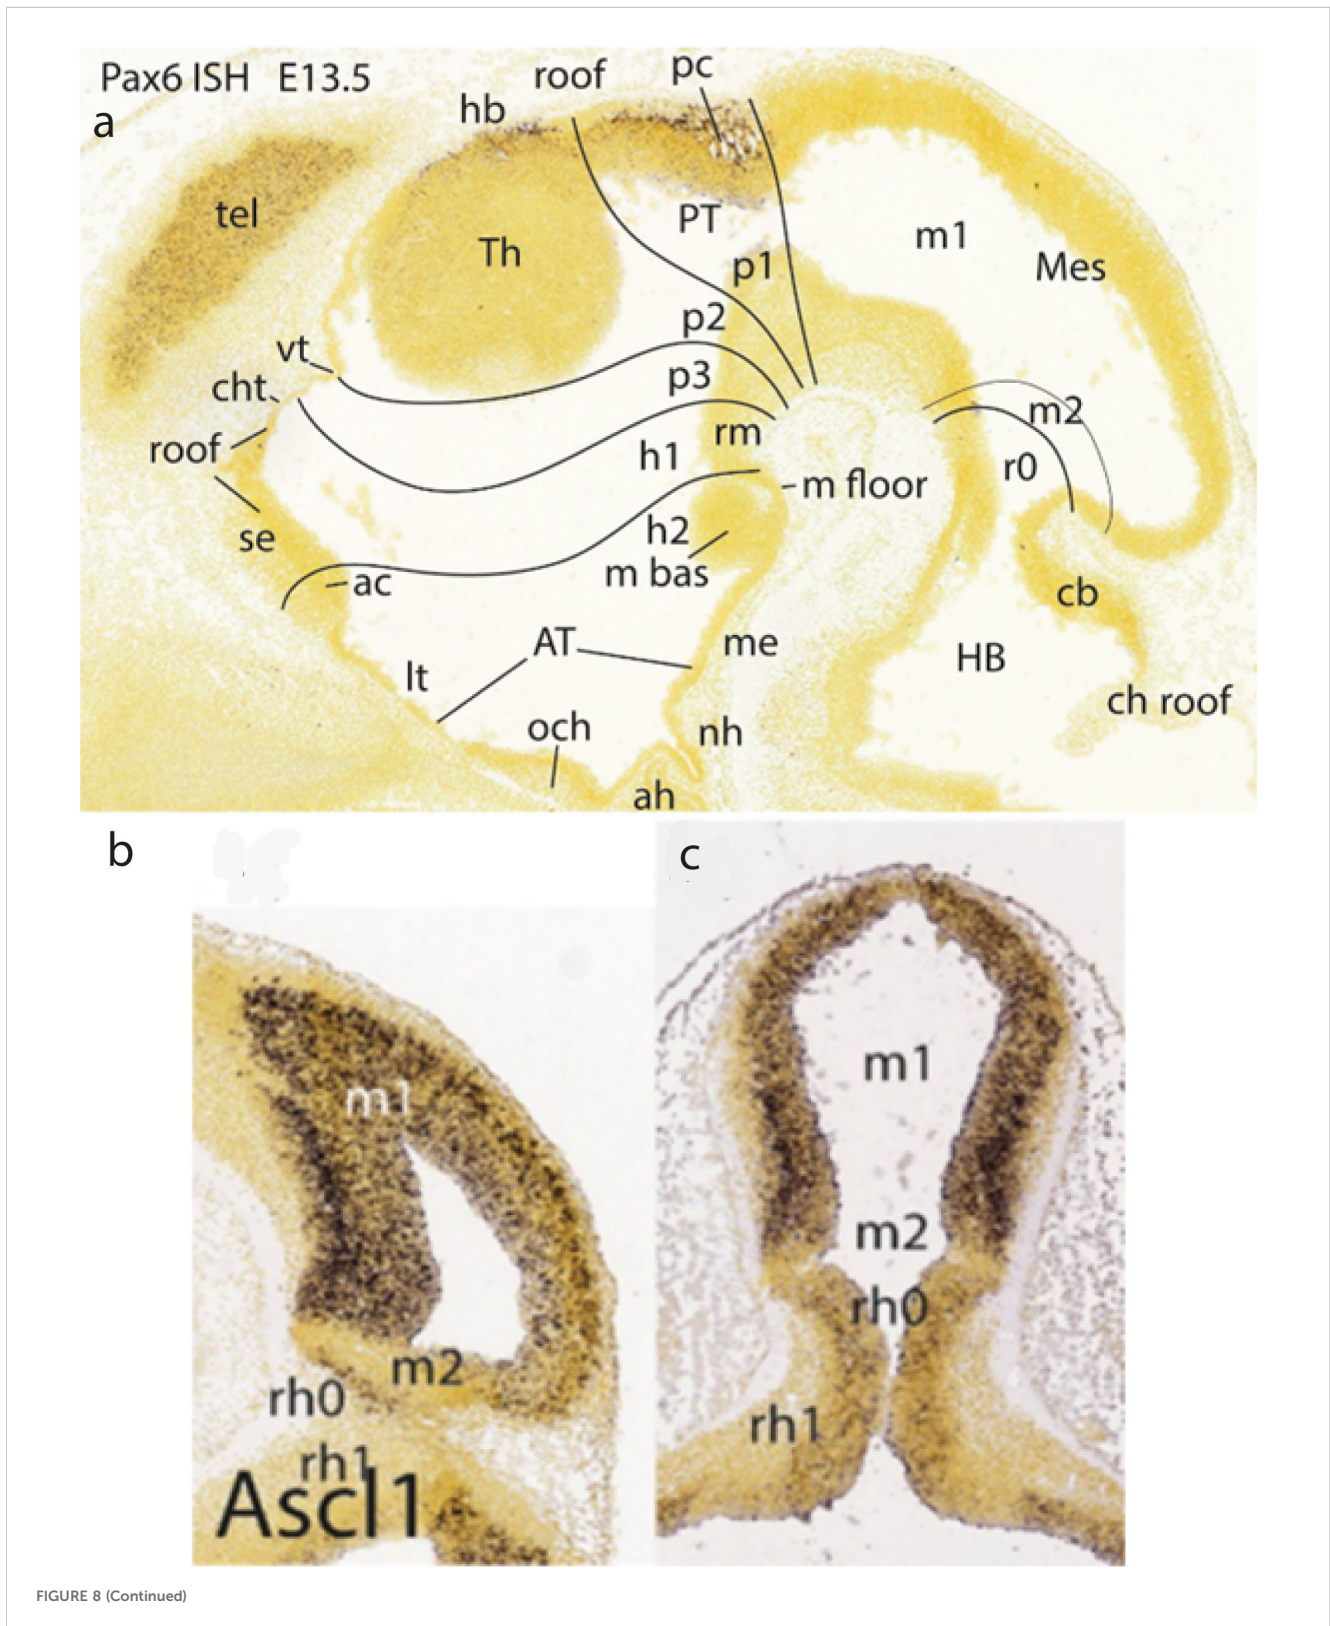 Pax6 ISH E13.5
a
hb
roof
pc
tel
Th
PT
m1
Mes
p1
p2
vt
p3
cht
m2
roof
rm
h1
r0
m floor
se
h2
m bas
ac
cb
AT
me
HB
lt
ch roof
och
nh
ah
b
c
m1
m1
m2
m2
rh0
rh0
rh1
rh1
Ascl1
FIGURE 8 (Continued)